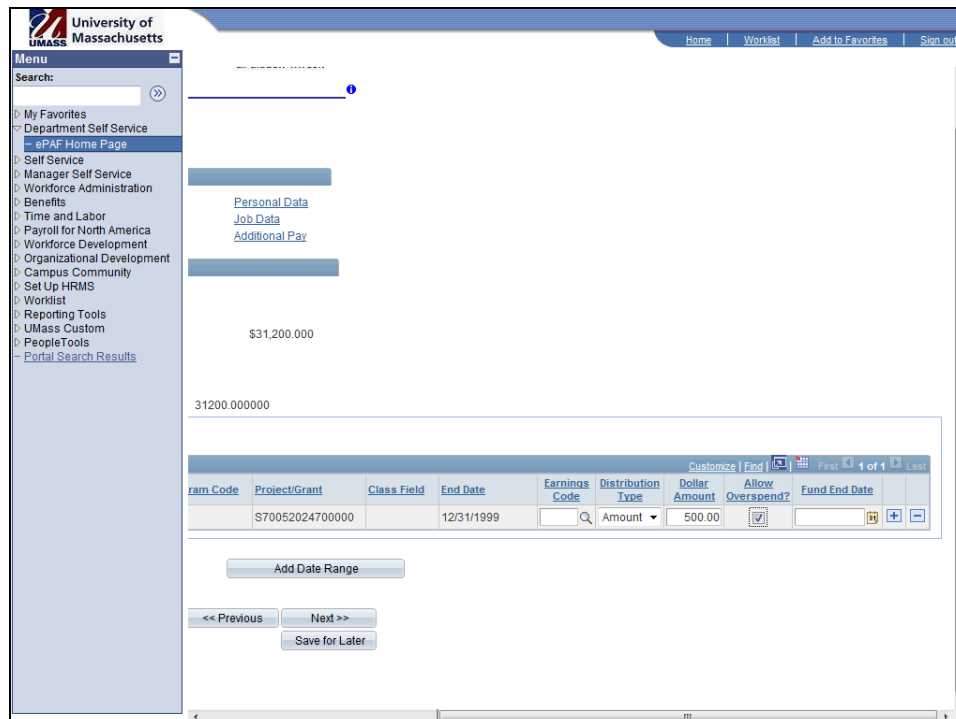 University of
Massachusetts
UMASS
Home | Worklist | Add to Favorites | Sign out
Menu
Search:
My Favorites
Department Self Service
ePAF Home Page
Self Service
Manager Self Service
Workforce Administration
Benefits
Time and Labor
Payroll for North America
Workforce Development
Organizational Development
Campus Community
Set Up HRMS
Worklist
Reporting Tools
UMass Custom
PeopleTools
Portal Search Results
Personal Data
Job Data
Additional Pay
$31,200.000
31200.000000
Customize | Find | First 1 of 1 Last
ram Code Project/Grant Class Field End Date Earnings Code Distribution Type Dollar Amount Allow Overspend? Fund End Date
S70052024700000 12/31/1999 Amount 500.00
Add Date Range
<< Previous Next >>
Save for Later